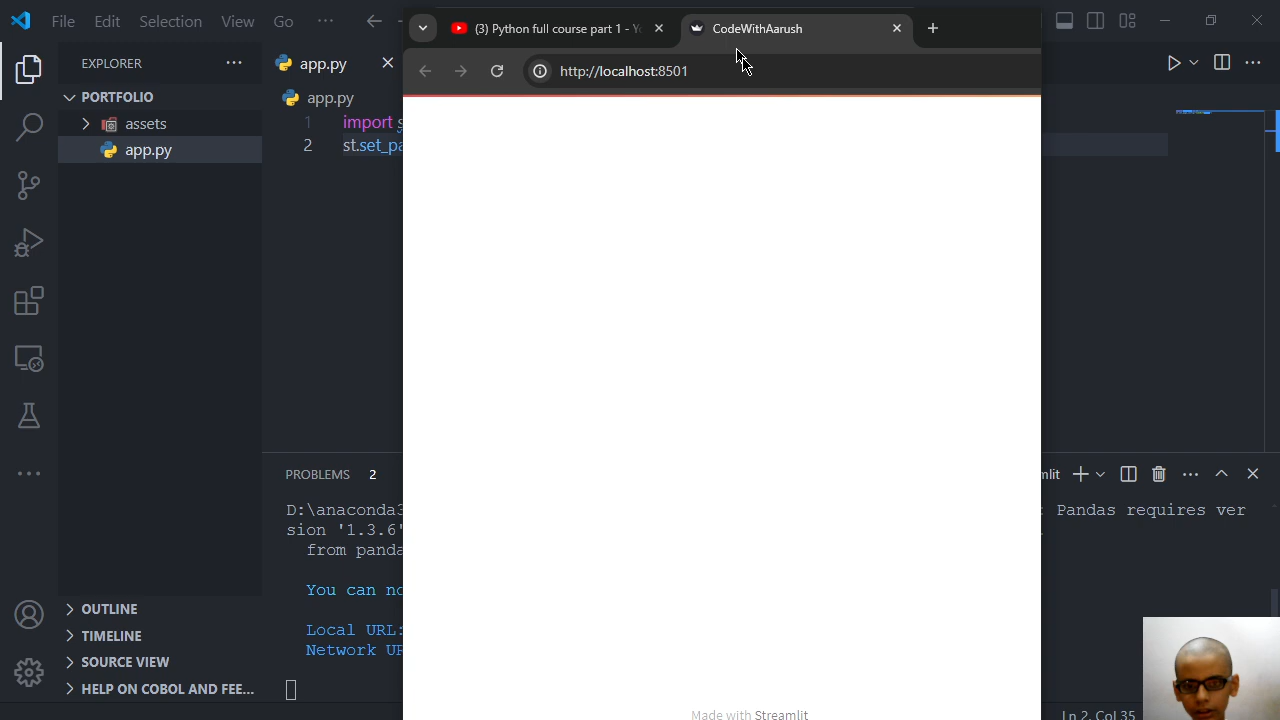 File Edit Selection View Go ···
(3) Python full course part 1 - Y
CodeWithAarush
http://localhost:8501
EXPLORER
PORTFOLIO
assets
app.py
app.py
app.py
1 import s
2 st.set_pa
PROBLEMS 2
mlit
D:\anaconda3
: Pandas requires ver
sion '1.3.6'
from panda
You can no
Local URL:
Network UR
OUTLINE
TIMELINE
SOURCE VIEW
HELP ON COBOL AND FEE...
Made with Streamlit
Ln 2, Col 35